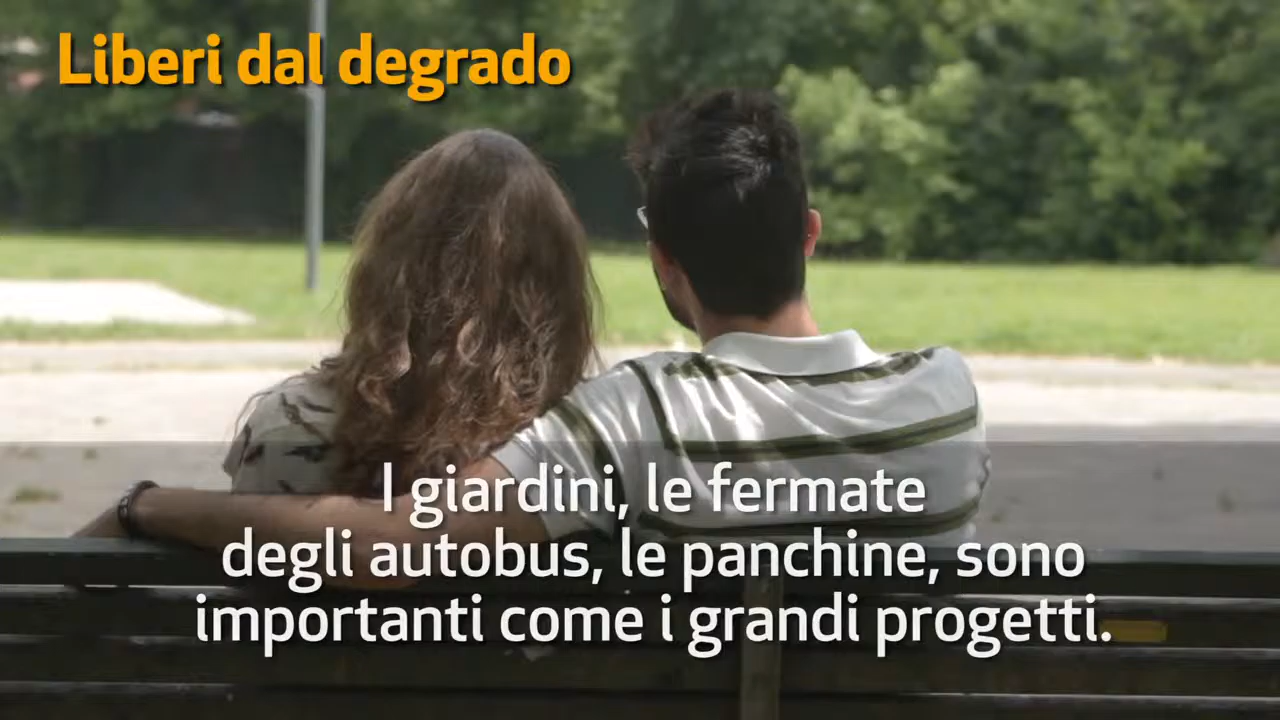 Liberi dal degrado
I giardini, le fermate
degli autobus, le panchine, sono
importanti come i grandi progetti.